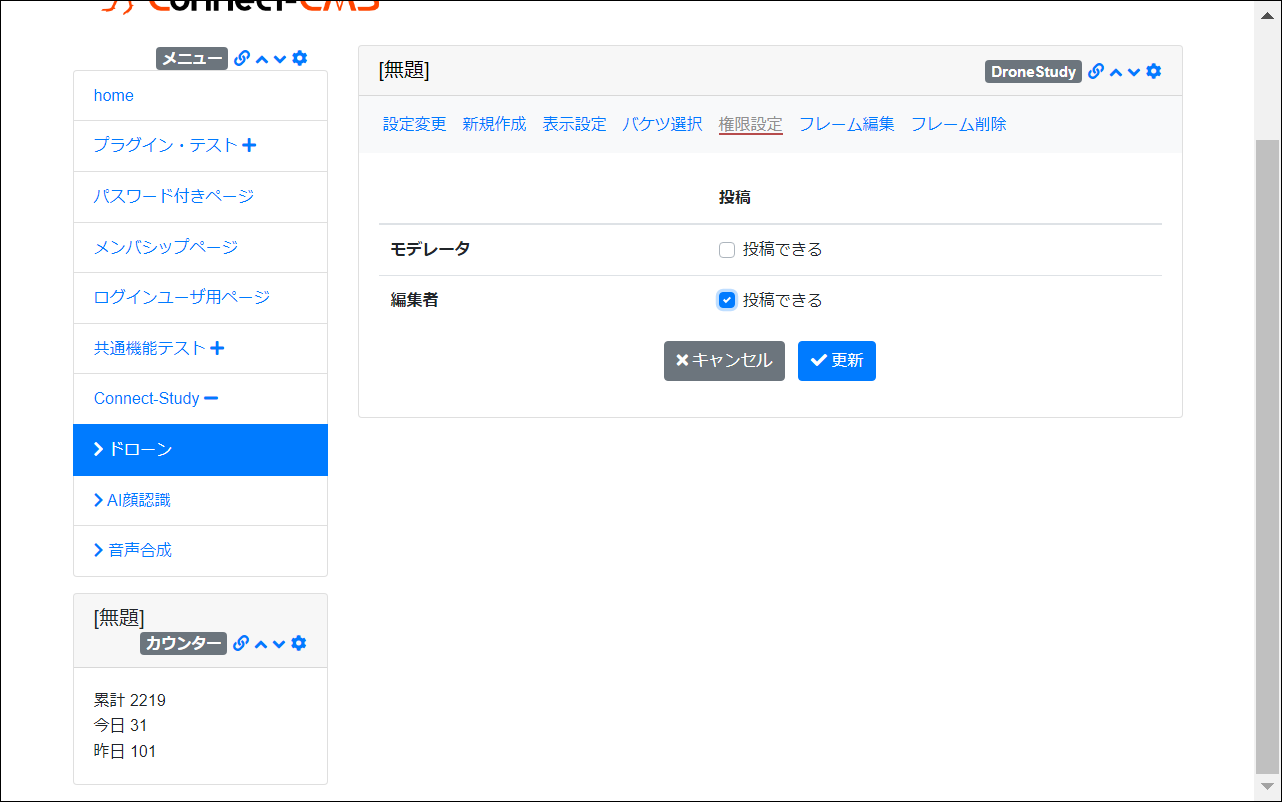 Connect-CMS
メニュー
home
プラグイン・テスト
パスワード付きページ
メンバシップページ
ログインユーザ用ページ
共通機能テスト
Connect-Study
ドローン
AI顔認識
音声合成
[無題]
カウンター
累計 2219
今日 31
昨日 101
[無題]
DroneStudy
設定変更 新規作成 表示設定 バケツ選択 権限設定 フレーム編集 フレーム削除
投稿
モデレータ 投稿できる
編集者 投稿できる
キャンセル 更新